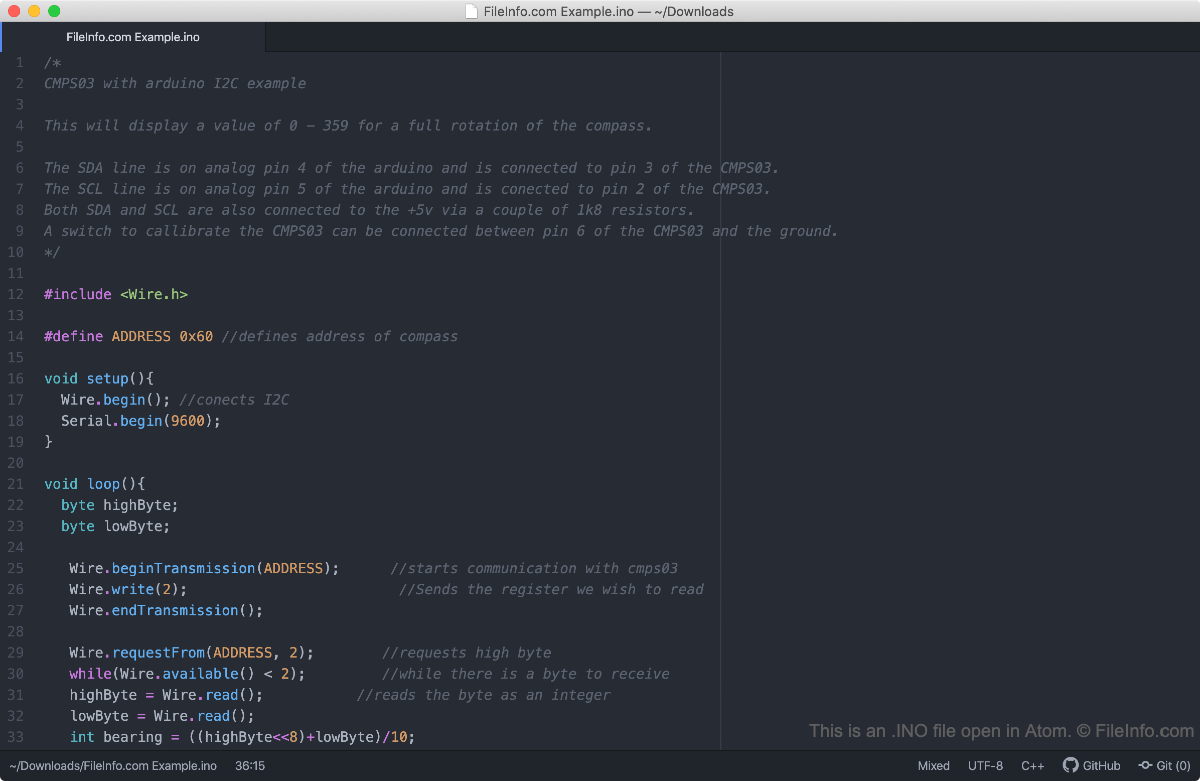 FileInfo.com Example.ino — ~/Downloads
FileInfo.com Example.ino
1 /*
2 CMPS03 with arduino I2C example
3
4 This will display a value of 0 - 359 for a full rotation of the compass.
5
6 The SDA line is on analog pin 4 of the arduino and is connected to pin 3 of the CMPS03.
7 The SCL line is on analog pin 5 of the arduino and is conected to pin 2 of the CMPS03.
8 Both SDA and SCL are also connected to the +5v via a couple of 1k8 resistors.
9 A switch to callibrate the CMPS03 can be connected between pin 6 of the CMPS03 and the ground.
10 */
11
12 #include <Wire.h>
13
14 #define ADDRESS 0x60 //defines address of compass
15
16 void setup(){
17   Wire.begin(); //conects I2C
18   Serial.begin(9600);
19 }
20
21 void loop(){
22   byte highByte;
23   byte lowByte;
24
25    Wire.beginTransmission(ADDRESS);      //starts communication with cmps03
26    Wire.write(2);                         //Sends the register we wish to read
27    Wire.endTransmission();
28
29    Wire.requestFrom(ADDRESS, 2);        //requests high byte
30    while(Wire.available() < 2);         //while there is a byte to receive
31    highByte = Wire.read();           //reads the byte as an integer
32    lowByte = Wire.read();
33    int bearing = ((highByte<<8)+lowByte)/10;
This is an .INO file open in Atom. © FileInfo.com
~/Downloads/FileInfo.com Example.ino 36:15 Mixed UTF-8 C++ GitHub Git (0)